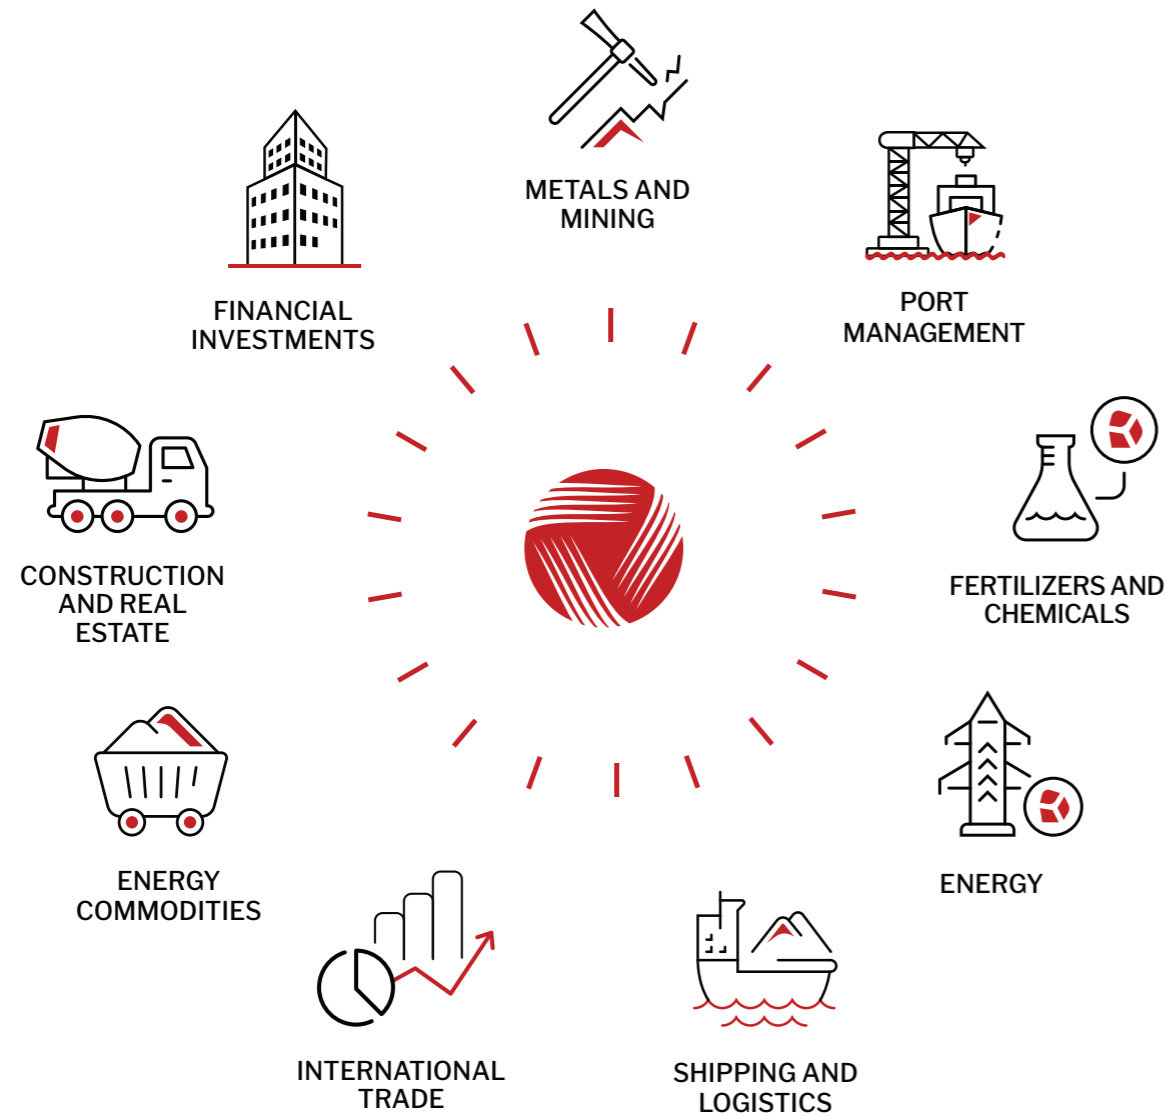 METALS AND
MINING
PORT
MANAGEMENT
FERTILIZERS AND
CHEMICALS
ENERGY
SHIPPING AND
LOGISTICS
INTERNATIONAL
TRADE
ENERGY
COMMODITIES
CONSTRUCTION
AND REAL
ESTATE
FINANCIAL
INVESTMENTS